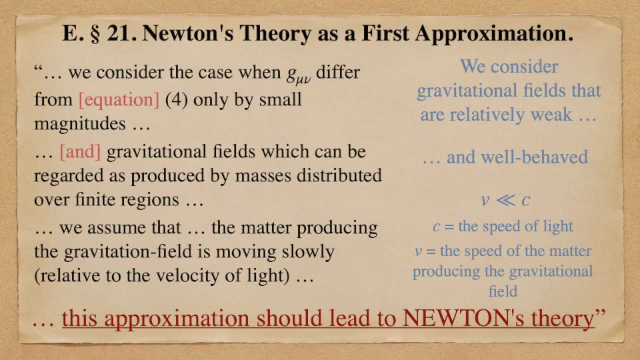 E. § 21. Newton's Theory as a First Approximation.
“… we consider the case when gμν differ
from [equation] (4) only by small
magnitudes …
… [and] gravitational fields which can be
regarded as produced by masses distributed
over finite regions …
… we assume that … the matter producing
the gravitation-field is moving slowly
(relative to the velocity of light) …
We consider
gravitational fields that
are relatively weak …
… and well-behaved
v ≪ c
c = the speed of light
v = the speed of the matter
producing the gravitational
field
… this approximation should lead to NEWTON's theory”